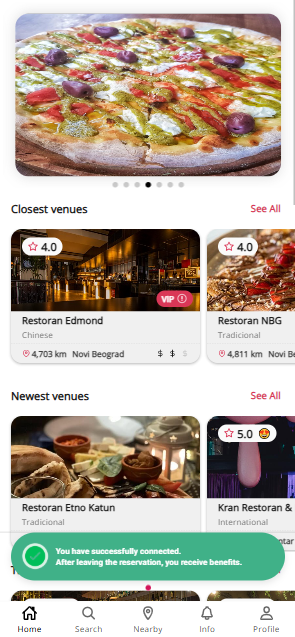 Closest venues See All
4.0 4.0
VIP
Restoran Edmond Restoran NBG
Chinese Tradicional
4,703 km Novi Beograd $ $ $ 4,811 km Novi Be
Newest venues See All
5.0
Restoran Etno Katun Kran Restoran &
Tradicional International
ntar
You have successfully connected.
After leaving the reservation, you receive benefits.
Home Search Nearby Info Profile